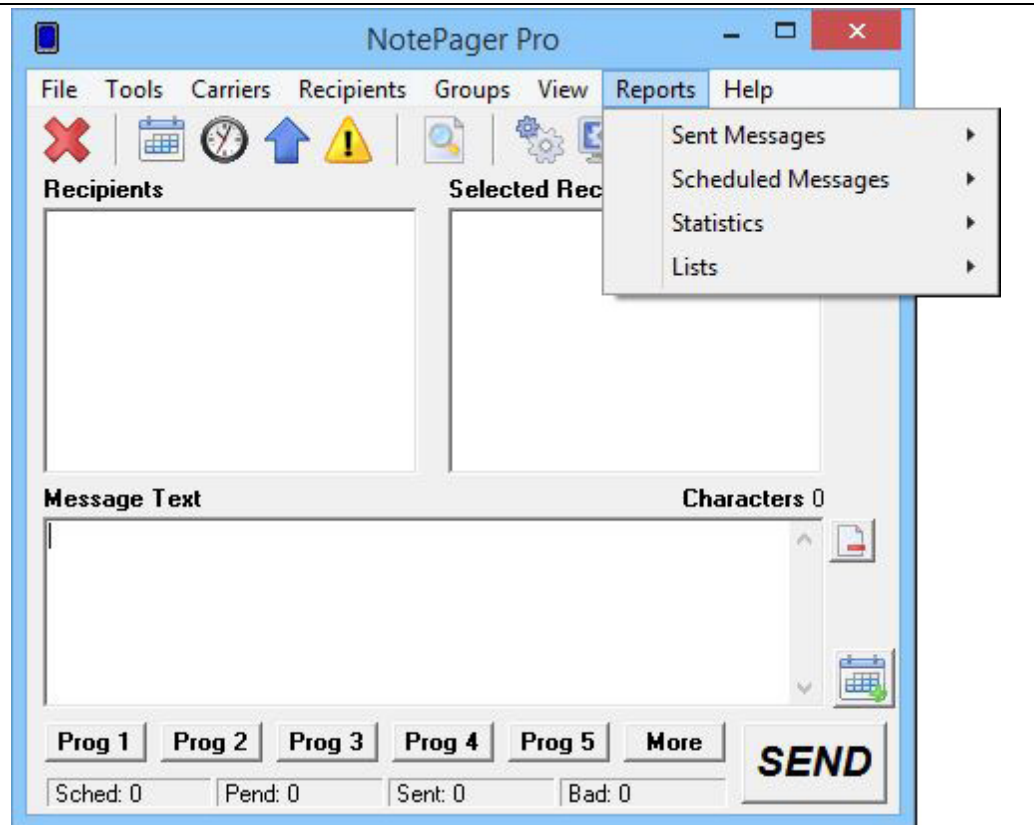 NotePager Pro
File Tools Carriers Recipients Groups View Reports Help
Sent Messages
Scheduled Messages
Statistics
Lists
Recipients
Selected Rec
Message Text
Characters 0
Prog 1 Prog 2 Prog 3 Prog 4 Prog 5 More
SEND
Sched: 0 Pend: 0 Sent: 0 Bad: 0